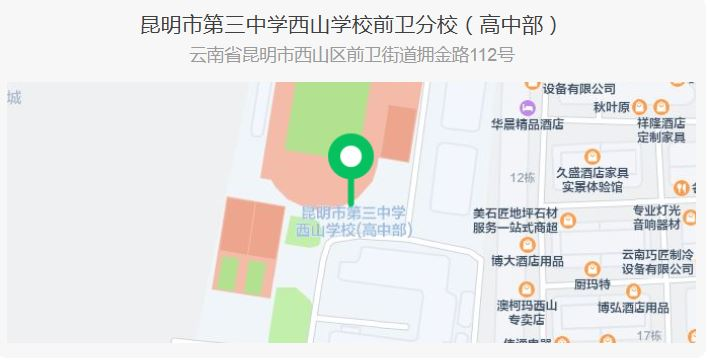 昆明市第三中学西山学校前卫分校（高中部）
云南省昆明市西山区前卫街道拥金路112号
城
设备有限公司
秋叶原
华晨精品酒店
祥隆酒店
定制家具
久盛酒店家具
实景体验馆
12栋
昆明市第三中学
西山学校(高中部)
美石匠地坪石材
服务一站式商超
专业灯光
音响器材
博大酒店用品
云南巧匠制冷
设备有限公司
厨玛特
澳柯玛西山
专卖店
博弘酒店用品
17栋